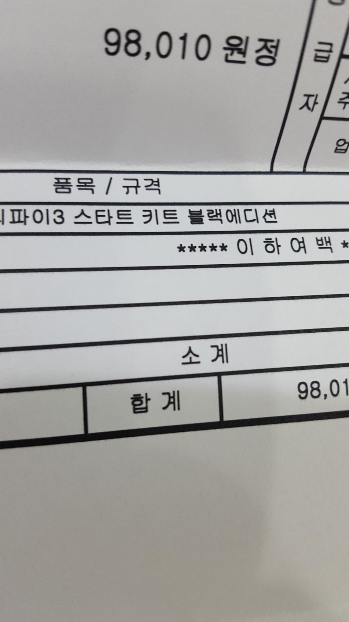 98,010 원정
급
자
품목 / 규격
파이3 스타트 키트 블랙에디션
***** 이 하 여 백 *
소 계
합 계 98,01